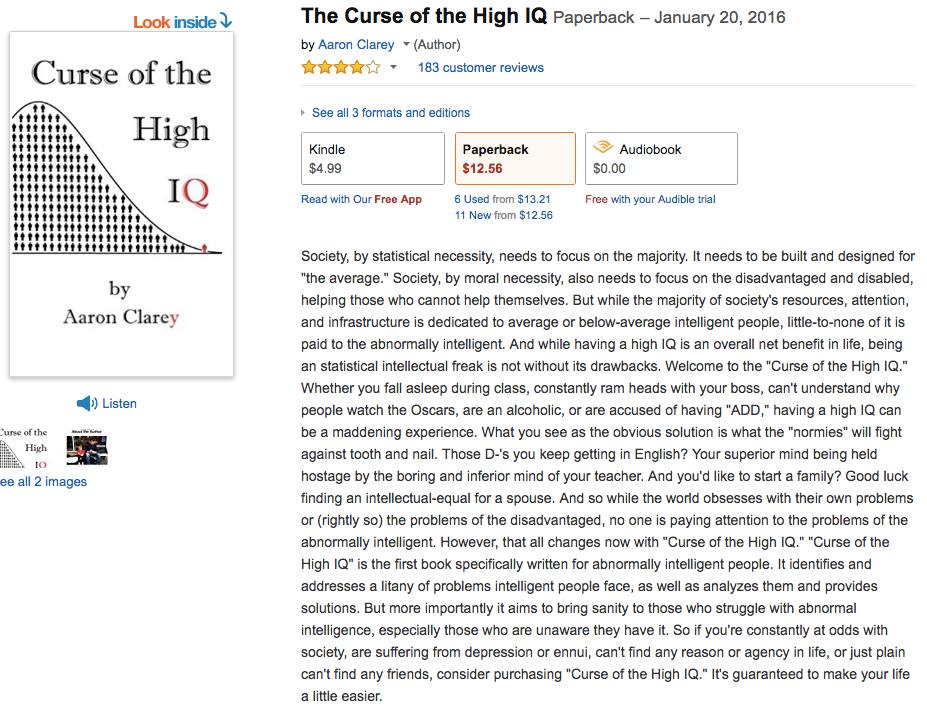 Look inside
Curse of the
High
IQ
by
Aaron Clarey
Listen
Curse of the
High
IQ
ee all 2 images
The Curse of the High IQ Paperback – January 20, 2016
by Aaron Clarey (Author)
183 customer reviews
See all 3 formats and editions
Kindle
$4.99
Paperback
$12.56
Audiobook
$0.00
Read with Our Free App
6 Used from $13.21
11 New from $12.56
Free with your Audible trial
Society, by statistical necessity, needs to focus on the majority. It needs to be built and designed for
"the average." Society, by moral necessity, also needs to focus on the disadvantaged and disabled,
helping those who cannot help themselves. But while the majority of society's resources, attention,
and infrastructure is dedicated to average or below-average intelligent people, little-to-none of it is
paid to the abnormally intelligent. And while having a high IQ is an overall net benefit in life, being
an statistical intellectual freak is not without its drawbacks. Welcome to the "Curse of the High IQ."
Whether you fall asleep during class, constantly ram heads with your boss, can't understand why
people watch the Oscars, are an alcoholic, or are accused of having "ADD," having a high IQ can
be a maddening experience. What you see as the obvious solution is what the "normies" will fight
against tooth and nail. Those D-'s you keep getting in English? Your superior mind being held
hostage by the boring and inferior mind of your teacher. And you'd like to start a family? Good luck
finding an intellectual-equal for a spouse. And so while the world obsesses with their own problems
or (rightly so) the problems of the disadvantaged, no one is paying attention to the problems of the
abnormally intelligent. However, that all changes now with "Curse of the High IQ." "Curse of the
High IQ" is the first book specifically written for abnormally intelligent people. It identifies and
addresses a litany of problems intelligent people face, as well as analyzes them and provides
solutions. But more importantly it aims to bring sanity to those who struggle with abnormal
intelligence, especially those who are unaware they have it. So if you're constantly at odds with
society, are suffering from depression or ennui, can't find any reason or agency in life, or just plain
can't find any friends, consider purchasing "Curse of the High IQ." It's guaranteed to make your life
a little easier.